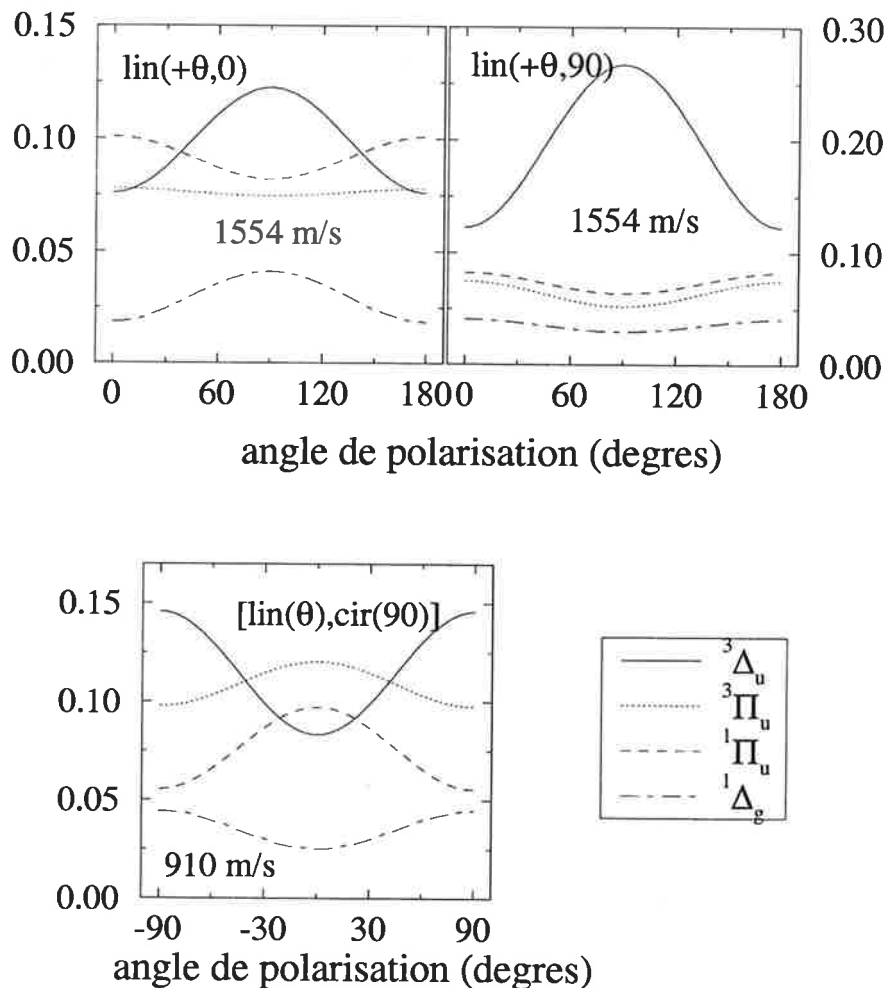 0.15
0.10
0.05
0.00
lin(+θ,0)
1554 m/s
0 60 120 180
lin(+θ,90)
1554 m/s
0 60 120 180
0.30
0.20
0.10
0.00
angle de polarisation (degres)
0.15
0.10
0.05
0.00
[lin(θ),cir(90)]
910 m/s
-90 -30 30 90
angle de polarisation (degres)
³Δᵤ
³Πᵤ
¹Πᵤ
¹Δg